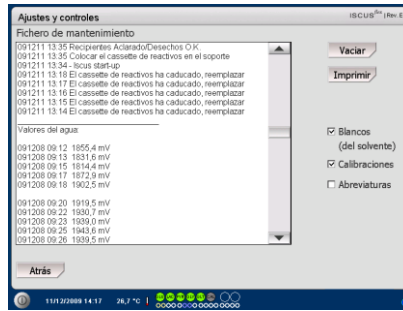 Ajustes y controles
ISCUS flex | Rev. E
Fichero de mantenimiento
091211 13:35 Recipientes Aclarado/Desechos O.K.
091211 13:35 Colocar el cassette de reactivos en el soporte
091211 13:34 - Iscus start-up
091211 13:18 El cassette de reactivos ha caducado, reemplazar
091211 13:17 El cassette de reactivos ha caducado, reemplazar
091211 13:16 El cassette de reactivos ha caducado, reemplazar
091211 13:15 El cassette de reactivos ha caducado, reemplazar
091211 13:14 El cassette de reactivos ha caducado, reemplazar
Valores del agua:
091208 09:12 1855,4 mV
091208 09:13 1831,6 mV
091208 09:15 1814,4 mV
091208 09:17 1872,9 mV
091208 09:18 1902,5 mV
091208 09:20 1919,5 mV
091208 09:22 1930,7 mV
091208 09:23 1939,0 mV
091208 09:25 1943,6 mV
091208 09:26 1939,5 mV
Vaciar
Imprimir
Blancos
(del solvente)
Calibraciones
Abreviaturas
Atrás
11/12/2009 14:17 26,7 °C